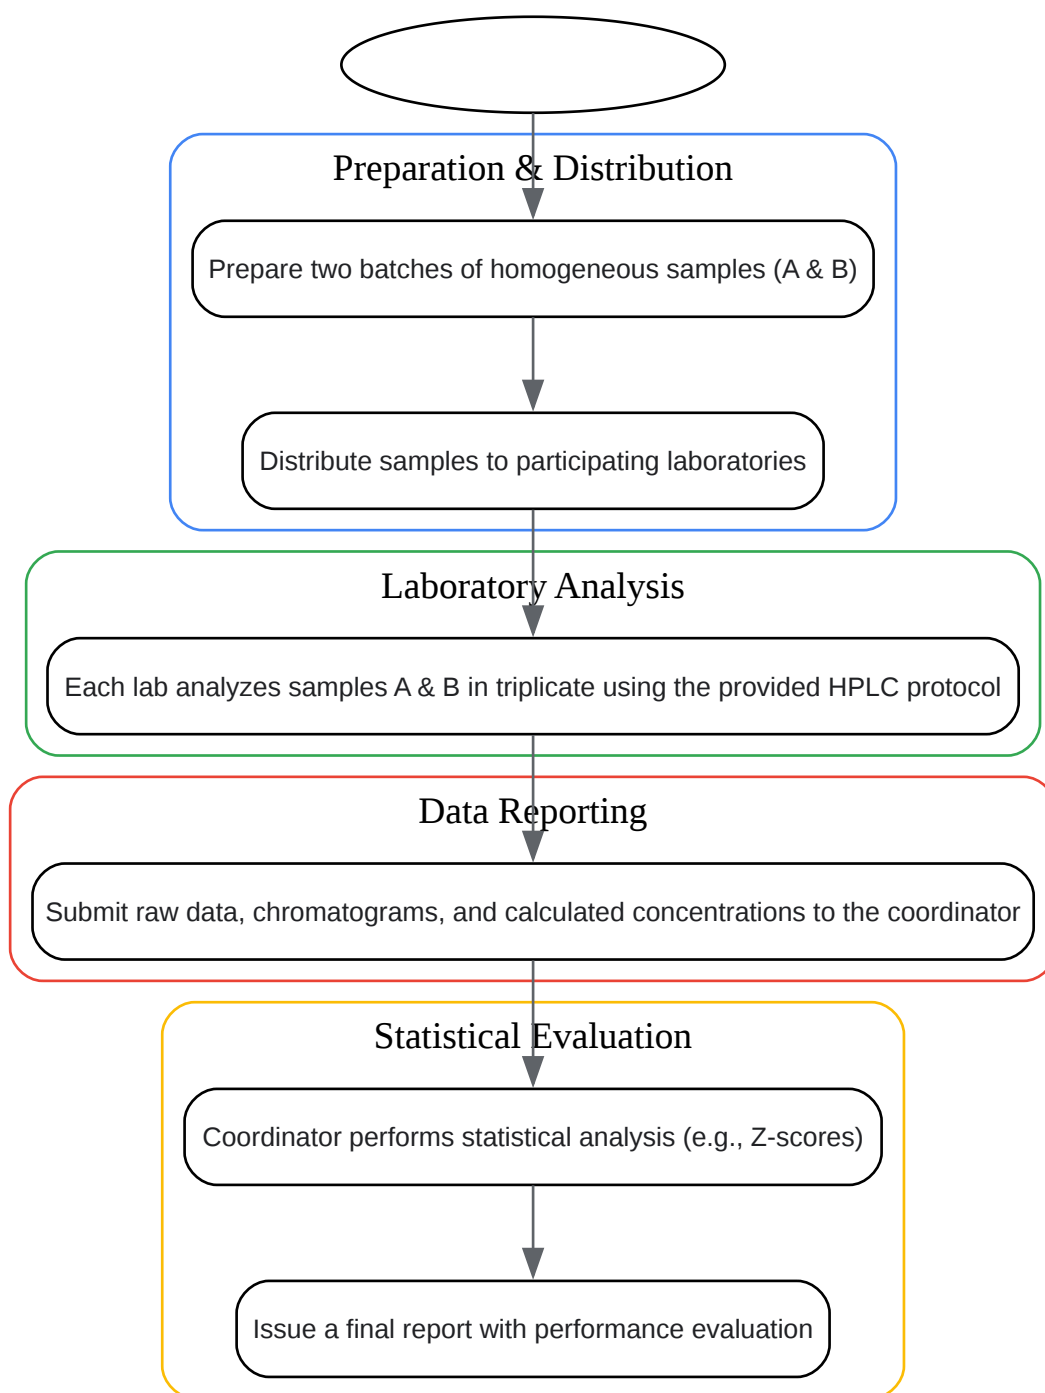 Preparation & Distribution
Prepare two batches of homogeneous samples (A & B)
Distribute samples to participating laboratories
Laboratory Analysis
Each lab analyzes samples A & B in triplicate using the provided HPLC protocol
Data Reporting
Submit raw data, chromatograms, and calculated concentrations to the coordinator
Statistical Evaluation
Coordinator performs statistical analysis (e.g., Z-scores)
Issue a final report with performance evaluation